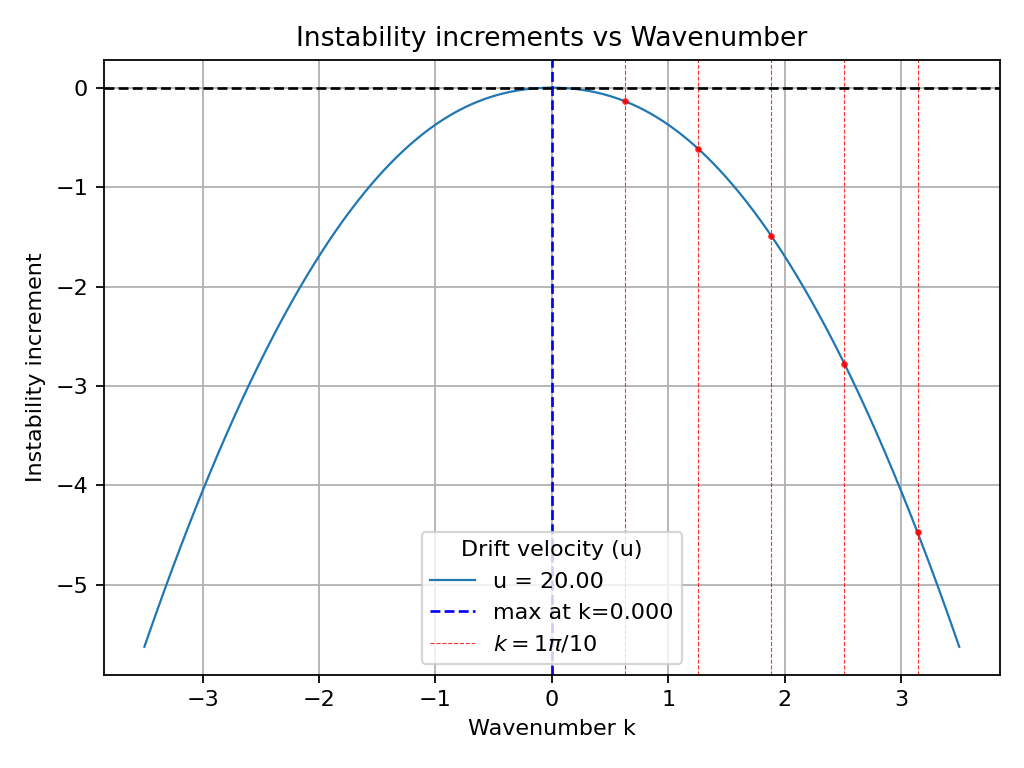 Instability increments vs Wavenumber
Instability increment
0
−1
−2
−3
−4
−5
Drift velocity (u)
u = 20.00
max at k=0.000
k = 1π/10
−3 −2 −1 0 1 2 3
Wavenumber k